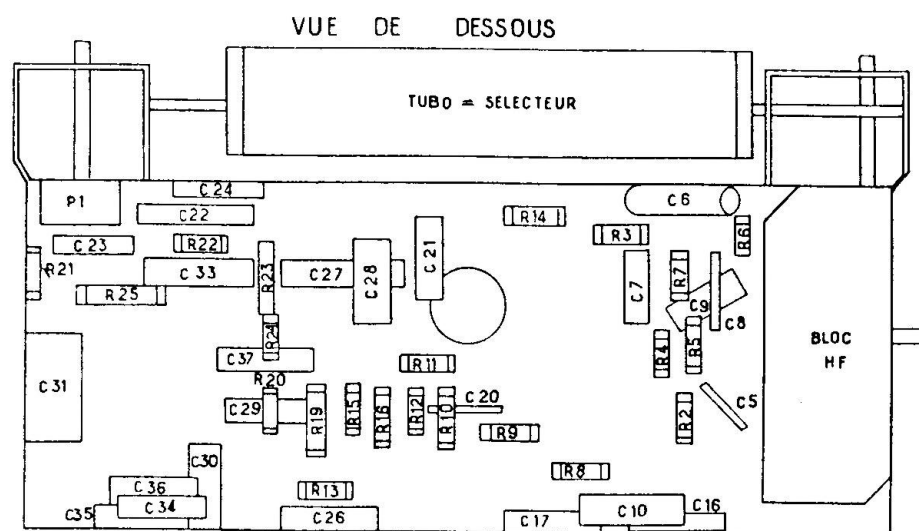 VUE DE DESSOUS
TUBO = SELECTEUR
P1
C24
C22
C6
R14
R3
R6
C23
R22
C21
R21
C33
R23
C27
C28
C7
R7
R25
C9
C8
BLOC
HF
C37
R11
R4
R5
C31
R20
C29
R19
R15
R16
R12
R10
C20
R9
R2
C5
C30
C36
R13
R8
C35
C34
C26
C17
C10
C16